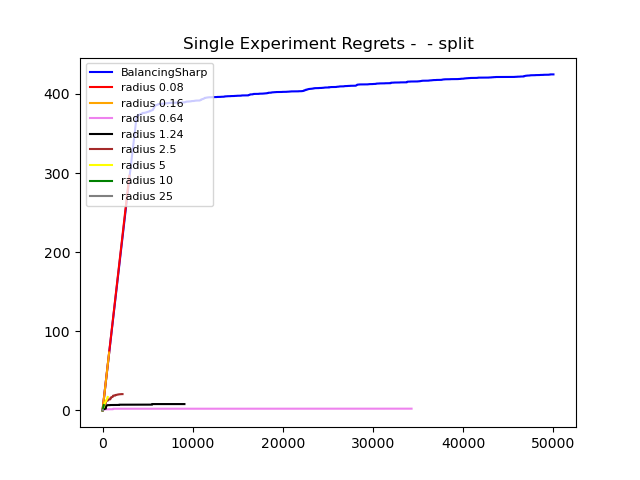 Single Experiment Regrets -  - split
BalancingSharp
radius 0.08
radius 0.16
radius 0.64
radius 1.24
radius 2.5
radius 5
radius 10
radius 25
400
300
200
100
0
0 10000 20000 30000 40000 50000